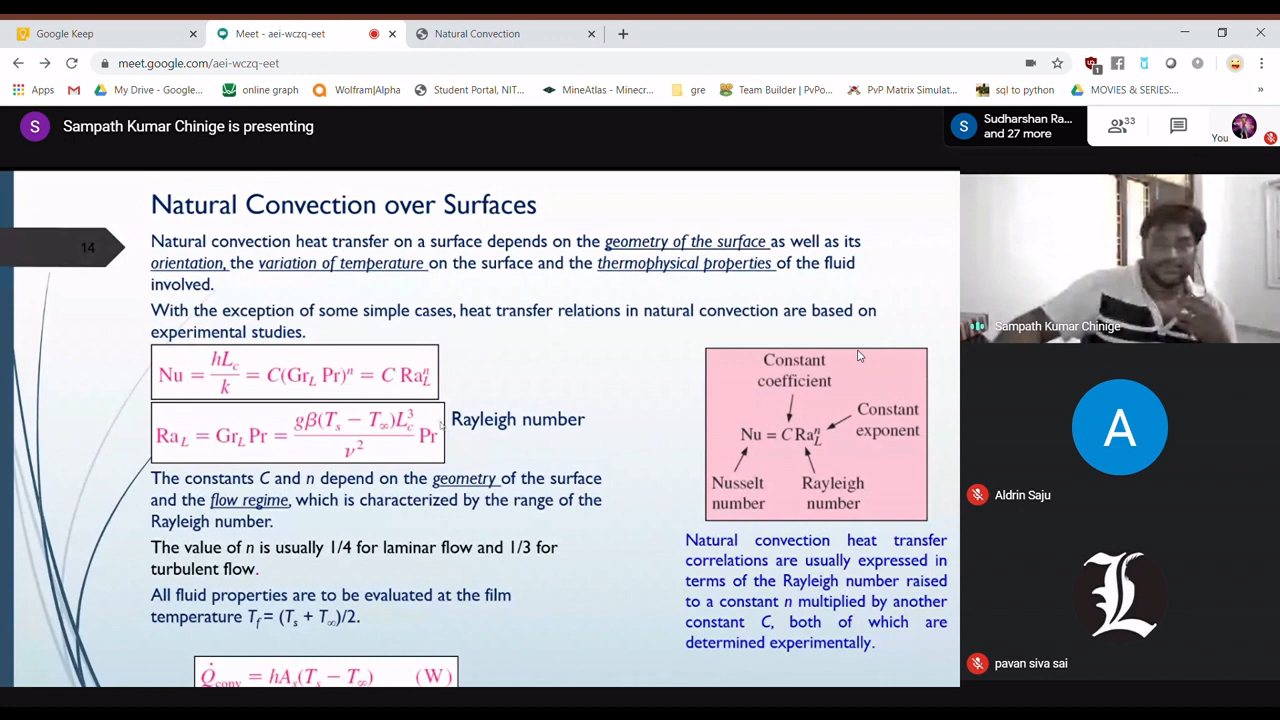 Google Keep
Meet - aei-wczq-eet
Natural Convection
meet.google.com/aei-wczq-eet
1
Apps
My Drive - Google...
online graph
Wolfram|Alpha
Student Portal, NIT...
MineAtlas - Minecr...
gre
Team Builder | PvPo...
PvP Matrix Simulat...
sql to python
MOVIES & SERIES:...
»
S
Sampath Kumar Chinige is presenting
S
Sudharshan Ra...
and 27 more
33
You
Natural Convection over Surfaces
14
Natural convection heat transfer on a surface depends on the geometry of the surface as well as its
orientation, the variation of temperature on the surface and the thermophysical properties of the fluid
involved.
With the exception of some simple cases, heat transfer relations in natural convection are based on
experimental studies.
Nu = hL_c/k = C(Gr_L Pr)^n = C Ra_L^n
Ra_L = Gr_L Pr = gβ(T_s − T_∞)L_c^3/ν^2 Pr
Rayleigh number
The constants C and n depend on the geometry of the surface
and the flow regime, which is characterized by the range of the
Rayleigh number.
The value of n is usually 1/4 for laminar flow and 1/3 for
turbulent flow.
All fluid properties are to be evaluated at the film
temperature T_f = (T_s + T_∞)/2.
Q̇_conv = hA_s(T_s − T_∞) (W)
Constant
coefficient
Constant
exponent
Nu = C Ra_L^n
Nusselt
number
Rayleigh
number
Natural convection heat transfer
correlations are usually expressed in
terms of the Rayleigh number raised
to a constant n multiplied by another
constant C, both of which are
determined experimentally.
Sampath Kumar Chinige
A
Aldrin Saju
L
pavan siva sai